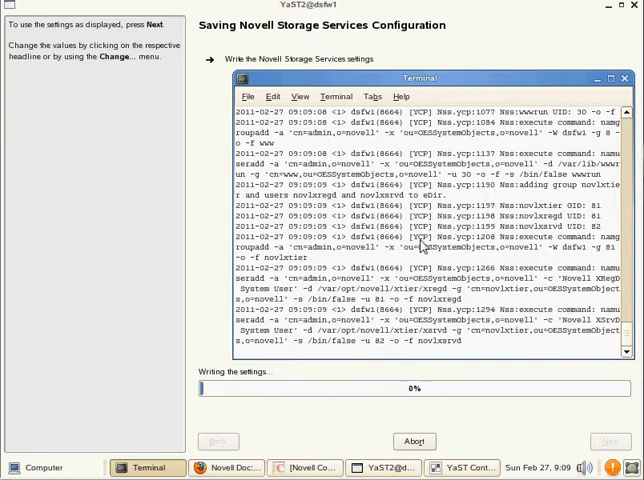 YaST2@dsfw1
To use the settings as displayed, press Next.
Change the values by clicking on the respective
headline or by using the Change... menu.
Saving Novell Storage Services Configuration
Write the Novell Storage Services settings
Terminal
File Edit View Terminal Tabs Help
2011-02-27 09:09:08 <1> dsfw1(8664) [YCP] Nss.ycp:1077 Nss:wwwrun UID: 30 -o -f
2011-02-27 09:09:08 <1> dsfw1(8664) [YCP] Nss.ycp:1084 Nss:execute command: namg
roupadd -a 'cn=admin,o=novell' -x 'ou=OESSystemObjects,o=novell' -W dsfw1 -g 8 -
o -f www
2011-02-27 09:09:08 <1> dsfw1(8664) [YCP] Nss.ycp:1137 Nss:execute command: namu
seradd -a 'cn=admin,o=novell' -x 'ou=OESSystemObjects,o=novell' -d /var/lib/wwwr
un -g 'cn=www,ou=OESSystemObjects,o=novell' -u 30 -o -f -s /bin/false wwwrun
2011-02-27 09:09:09 <1> dsfw1(8664) [YCP] Nss.ycp:1190 Nss:adding group novlxtie
r and users novlxregd and novlxsrvd to eDir.
2011-02-27 09:09:09 <1> dsfw1(8664) [YCP] Nss.ycp:1197 Nss:novlxtier GID: 81
2011-02-27 09:09:09 <1> dsfw1(8664) [YCP] Nss.ycp:1198 Nss:novlxregd UID: 81
2011-02-27 09:09:09 <1> dsfw1(8664) [YCP] Nss.ycp:1199 Nss:novlxsrvd UID: 82
2011-02-27 09:09:09 <1> dsfw1(8664) [YCP] Nss.ycp:1208 Nss:execute command: namg
roupadd -a 'cn=admin,o=novell' -x 'ou=OESSystemObjects,o=novell' -W dsfw1 -g 81
-o -f novlxtier
2011-02-27 09:09:09 <1> dsfw1(8664) [YCP] Nss.ycp:1266 Nss:execute command: namu
seradd -a 'cn=admin,o=novell' -x 'ou=OESSystemObjects,o=novell' -c 'Novell XRegD
System User' -d /var/opt/novell/xtier/xregd -g 'cn=novlxtier,ou=OESSystemObject
s,o=novell' -s /bin/false -u 81 -o -f novlxregd
2011-02-27 09:09:09 <1> dsfw1(8664) [YCP] Nss.ycp:1294 Nss:execute command: namu
seradd -a 'cn=admin,o=novell' -x 'ou=OESSystemObjects,o=novell' -c 'Novell XSrvD
System User' -d /var/opt/novell/xtier/xsrvd -g 'cn=novlxtier,ou=OESSystemObject
s,o=novell' -s /bin/false -u 82 -o -f novlxsrvd
Writing the settings...
0%
Back Abort Next
Computer Terminal Novell Doc:... [Novell Co... YaST2@d... YaST Cont... Sun Feb 27, 9:09